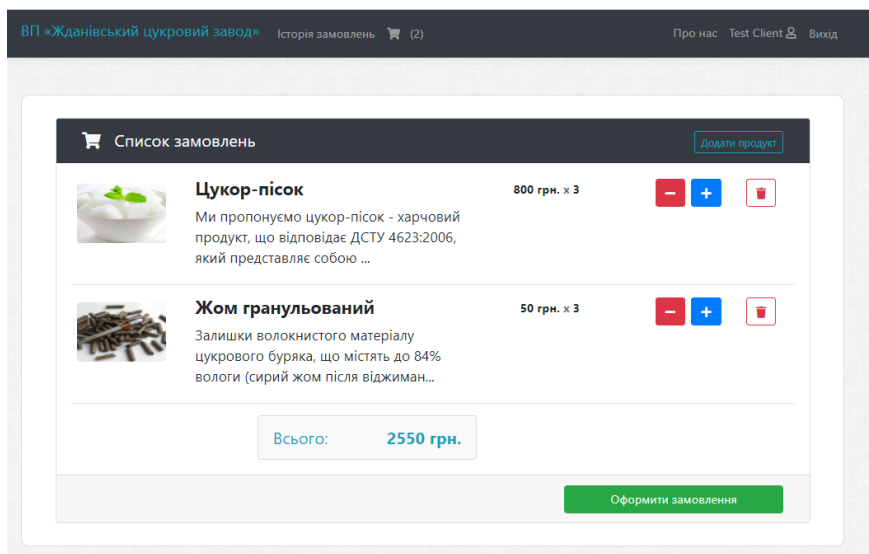 ВП «Жданівський цукровий завод» Історія замовлень (2) Про нас Test Client Вихід
Список замовлень Додати продукт
Цукор-пісок 800 грн. x 3
Ми пропонуємо цукор-пісок - харчовий
продукт, що відповідає ДСТУ 4623:2006,
який представляє собою ...
Жом гранульований 50 грн. x 3
Залишки волокнистого матеріалу
цукрового буряка, що містять до 84%
вологи (сирий жом після віджиман...
Всього: 2550 грн.
Оформити замовлення